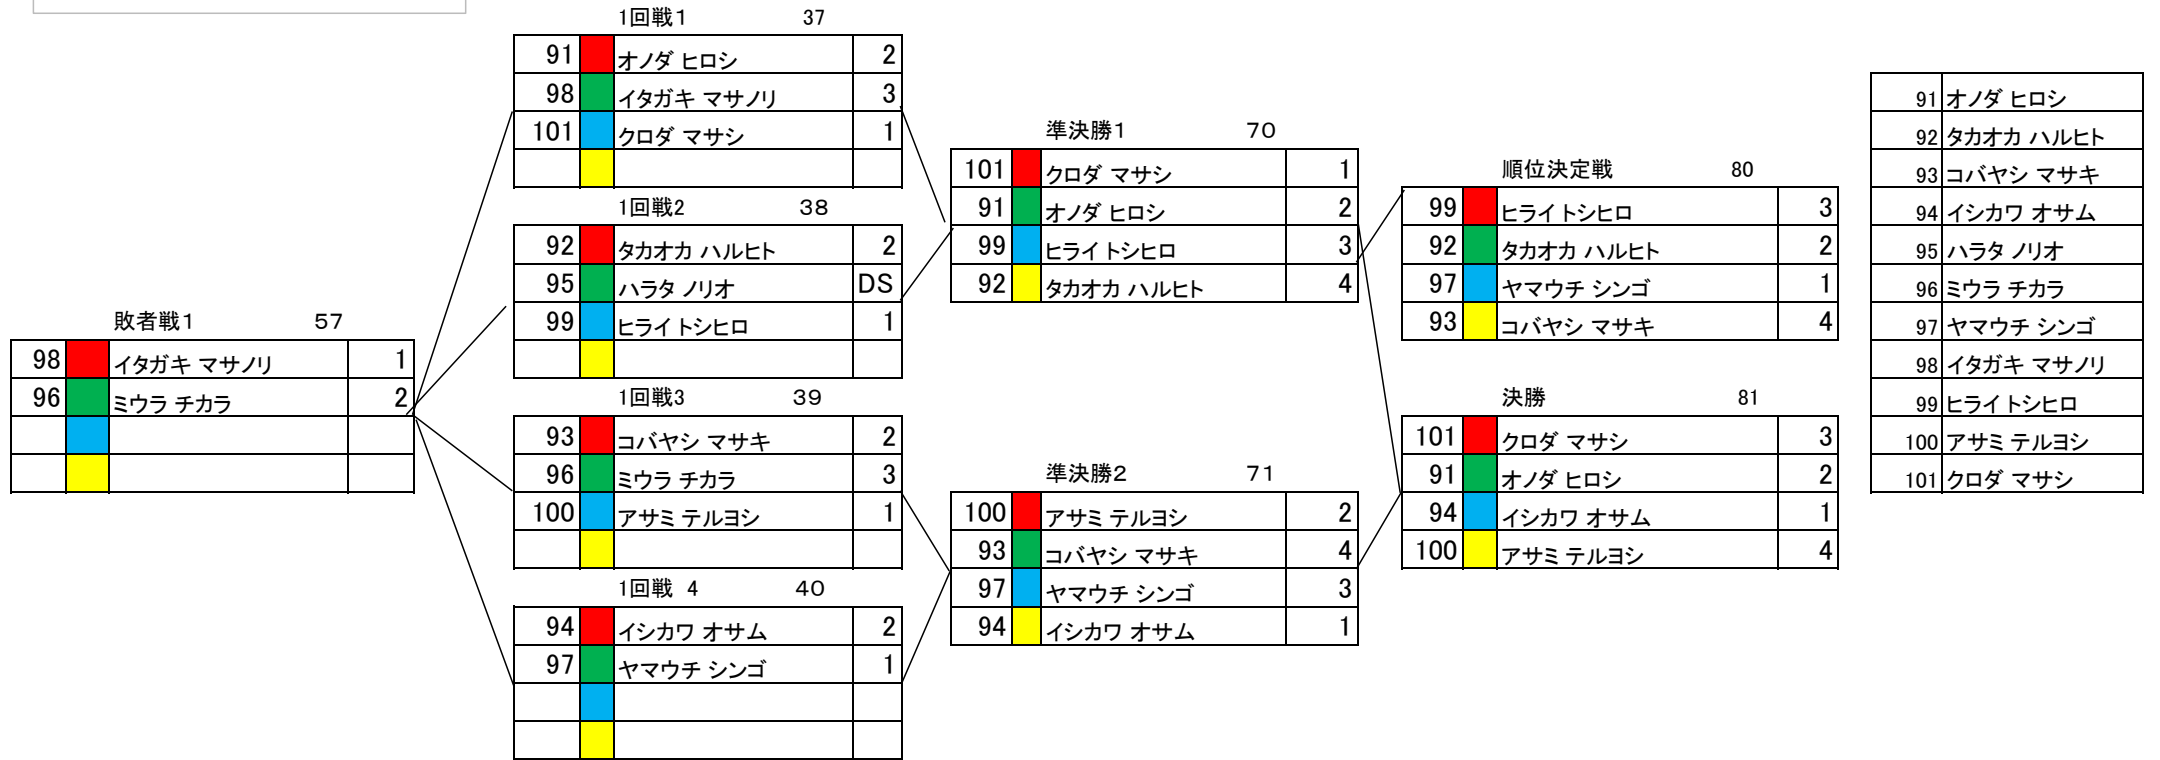 敗者戦1 57
98 イタガキ マサノリ 1
96 ミウラ チカラ 2
1回戦1 37
91 オノダ ヒロシ 2
98 イタガキ マサノリ 3
101 クロダ マサシ 1
1回戦2 38
92 タカオカ ハルヒト 2
95 ハラタ ノリオ DS
99 ヒライトシヒロ 1
1回戦3 39
93 コバヤシ マサキ 2
96 ミウラ チカラ 3
100 アサミ テルヨシ 1
1回戦 4 40
94 イシカワ オサム 2
97 ヤマウチ シンゴ 1
準決勝1 70
101 クロダ マサシ 1
91 オノダ ヒロシ 2
99 ヒライトシヒロ 3
92 タカオカ ハルヒト 4
準決勝2 71
100 アサミ テルヨシ 2
93 コバヤシ マサキ 4
97 ヤマウチ シンゴ 3
94 イシカワ オサム 1
順位決定戦 80
99 ヒライトシヒロ 3
92 タカオカ ハルヒト 2
97 ヤマウチ シンゴ 1
93 コバヤシ マサキ 4
決勝 81
101 クロダ マサシ 3
91 オノダ ヒロシ 2
94 イシカワ オサム 1
100 アサミ テルヨシ 4
91 オノダ ヒロシ
92 タカオカ ハルヒト
93 コバヤシ マサキ
94 イシカワ オサム
95 ハラタ ノリオ
96 ミウラ チカラ
97 ヤマウチ シンゴ
98 イタガキ マサノリ
99 ヒライトシヒロ
100 アサミ テルヨシ
101 クロダ マサシ